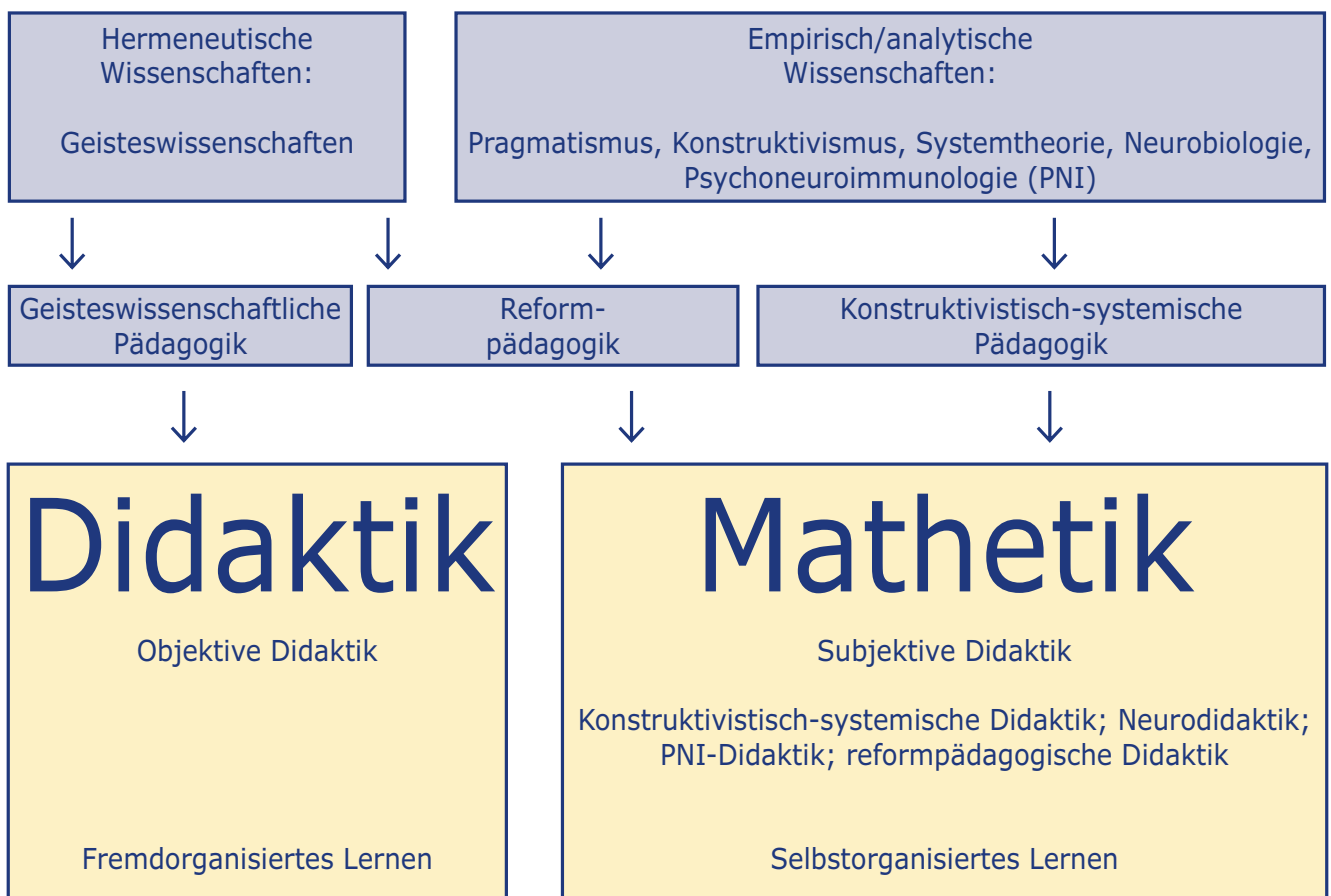 Hermeneutische
Wissenschaften:
Geisteswissenschaften
Empirisch/analytische
Wissenschaften:
Pragmatismus, Konstruktivismus, Systemtheorie, Neurobiologie,
Psychoneuroimmunologie (PNI)
Geisteswissenschaftliche
Pädagogik
Reform-
pädagogik
Konstruktivistisch-systemische
Pädagogik
Didaktik
Objektive Didaktik
Fremdorganisiertes Lernen
Mathetik
Subjektive Didaktik
Konstruktivistisch-systemische Didaktik; Neurodidaktik;
PNI-Didaktik; reformpädagogische Didaktik
Selbstorganisiertes Lernen